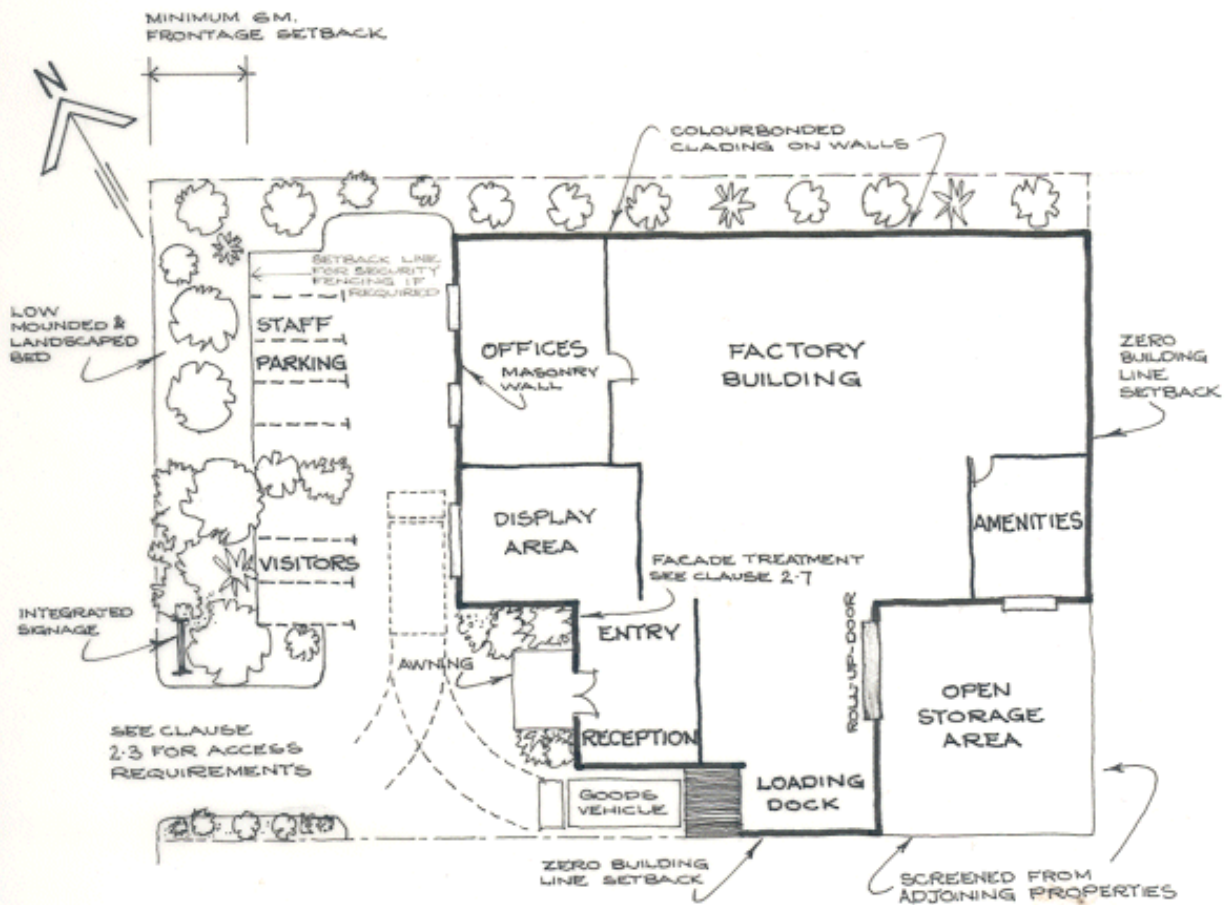 MINIMUM 6M.
FRONTAGE SETBACK
N
COLOURBONDED
CLADING ON WALLS
SETBACK LINE
FOR SECURITY
FENCING IF
REQUIRED
LOW
MOUNDED &
LANDSCAPED
BED
STAFF
PARKING
OFFICES
MASONRY
WALL
FACTORY
BUILDING
ZERO
BUILDING
LINE
SETBACK
DISPLAY
AREA
AMENITIES
VISITORS
FACADE TREATMENT
SEE CLAUSE 2.7
INTEGRATED
SIGNAGE
ENTRY
AWNING
ROLL-UP-DOOR
OPEN
STORAGE
AREA
SEE CLAUSE
2.3 FOR ACCESS
REQUIREMENTS
RECEPTION
LOADING
DOCK
GOODS
VEHICLE
ZERO BUILDING
LINE SETBACK
SCREENED FROM
ADJOINING PROPERTIES